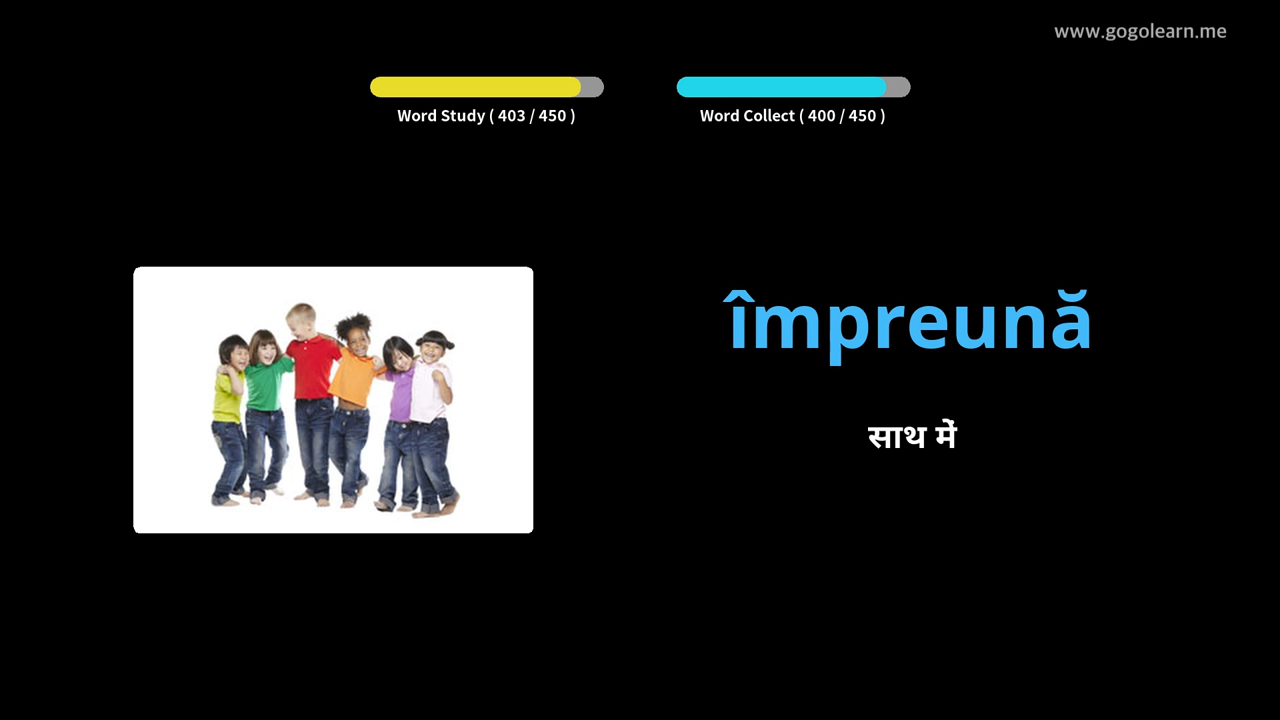 www.gogolearn.me
Word Study ( 403 / 450 )
Word Collect ( 400 / 450 )
împreună
साथ में